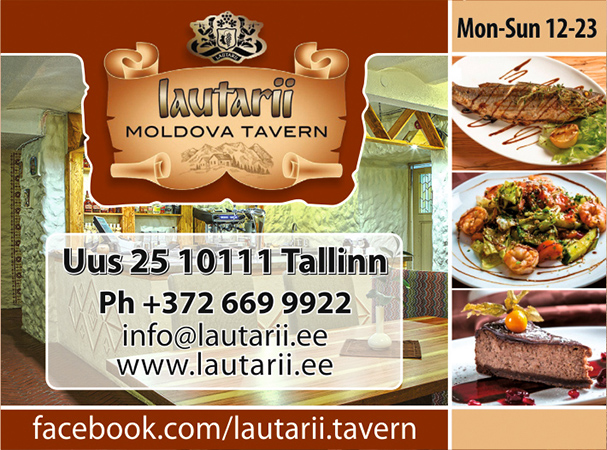 LAUTARII
lautarii
MOLDOVA TAVERN
Mon-Sun 12-23
Uus 25 10111 Tallinn
Ph +372 669 9922
info@lautarii.ee
www.lautarii.ee
facebook.com/lautarii.tavern